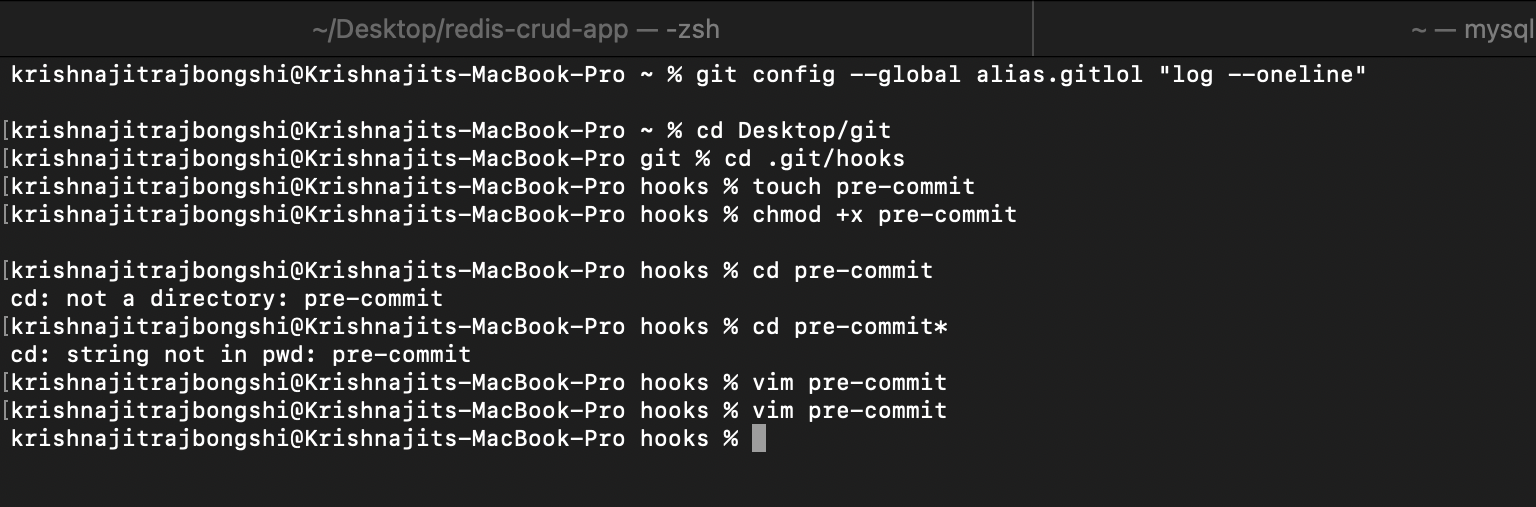 ~/Desktop/redis-crud-app — -zsh
~ — mysql
krishnajitrajbongshi@Krishnajits-MacBook-Pro ~ % git config --global alias.gitlol "log --oneline"
[krishnajitrajbongshi@Krishnajits-MacBook-Pro ~ % cd Desktop/git
[krishnajitrajbongshi@Krishnajits-MacBook-Pro git % cd .git/hooks
[krishnajitrajbongshi@Krishnajits-MacBook-Pro hooks % touch pre-commit
[krishnajitrajbongshi@Krishnajits-MacBook-Pro hooks % chmod +x pre-commit
[krishnajitrajbongshi@Krishnajits-MacBook-Pro hooks % cd pre-commit
cd: not a directory: pre-commit
[krishnajitrajbongshi@Krishnajits-MacBook-Pro hooks % cd pre-commit*
cd: string not in pwd: pre-commit
[krishnajitrajbongshi@Krishnajits-MacBook-Pro hooks % vim pre-commit
[krishnajitrajbongshi@Krishnajits-MacBook-Pro hooks % vim pre-commit
krishnajitrajbongshi@Krishnajits-MacBook-Pro hooks %